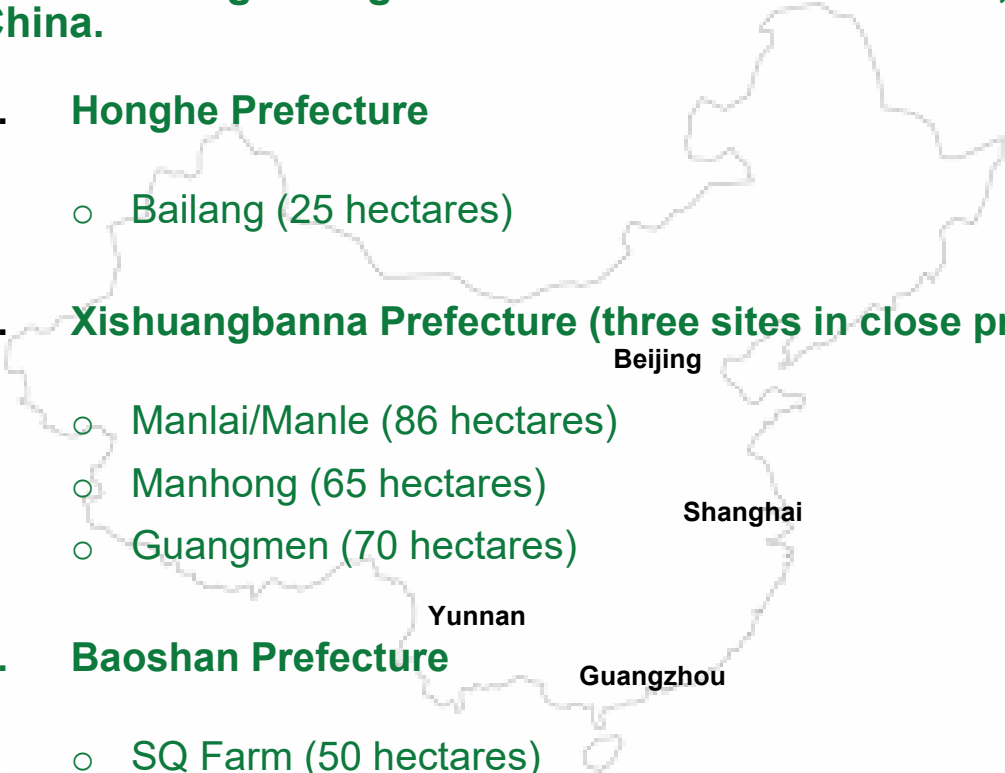 China.
Honghe Prefecture
o Bailang (25 hectares)
Xishuangbanna Prefecture (three sites in close
Beijing
o Manlai/Manle (86 hectares)
o Manhong (65 hectares)
Shanghai
o Guangmen (70 hectares)
Yunnan
Baoshan Prefecture
Guangzhou
o SQ Farm (50 hectares)